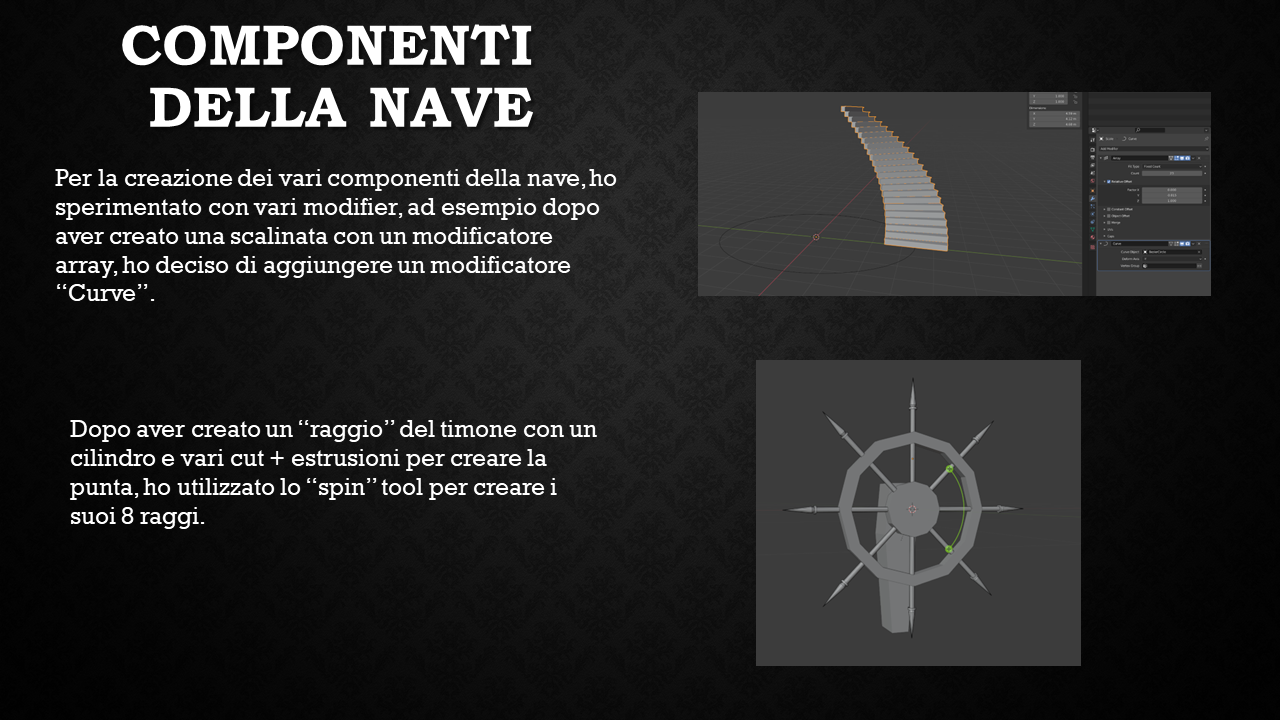 COMPONENTI
DELLA NAVE
Per la creazione dei vari componenti della nave, ho
sperimentato con vari modifier, ad esempio dopo
aver creato una scalinata con un modificatore
array, ho deciso di aggiungere un modificatore
“Curve”.
Dopo aver creato un “raggio” del timone con un
cilindro e vari cut + estrusioni per creare la
punta, ho utilizzato lo “spin” tool per creare i
suoi 8 raggi.